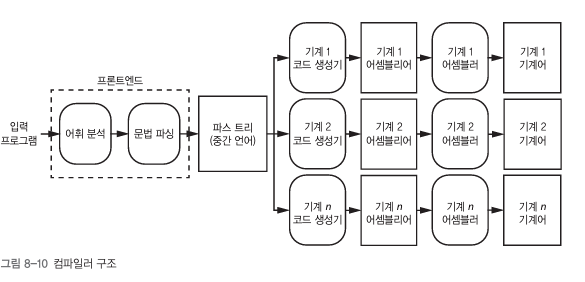 프론트엔드
입력
프로그램
어휘 분석
문법 파싱
파스 트리
(중간 언어)
기계 1
코드 생성기
기계 1
어셈블리어
기계 1
어셈블러
기계 1
기계어
기계 2
코드 생성기
기계 2
어셈블리어
기계 2
어셈블러
기계 2
기계어
기계 n
코드 생성기
기계 n
어셈블리어
기계 n
어셈블러
기계 n
기계어
그림 8-10 컴파일러 구조